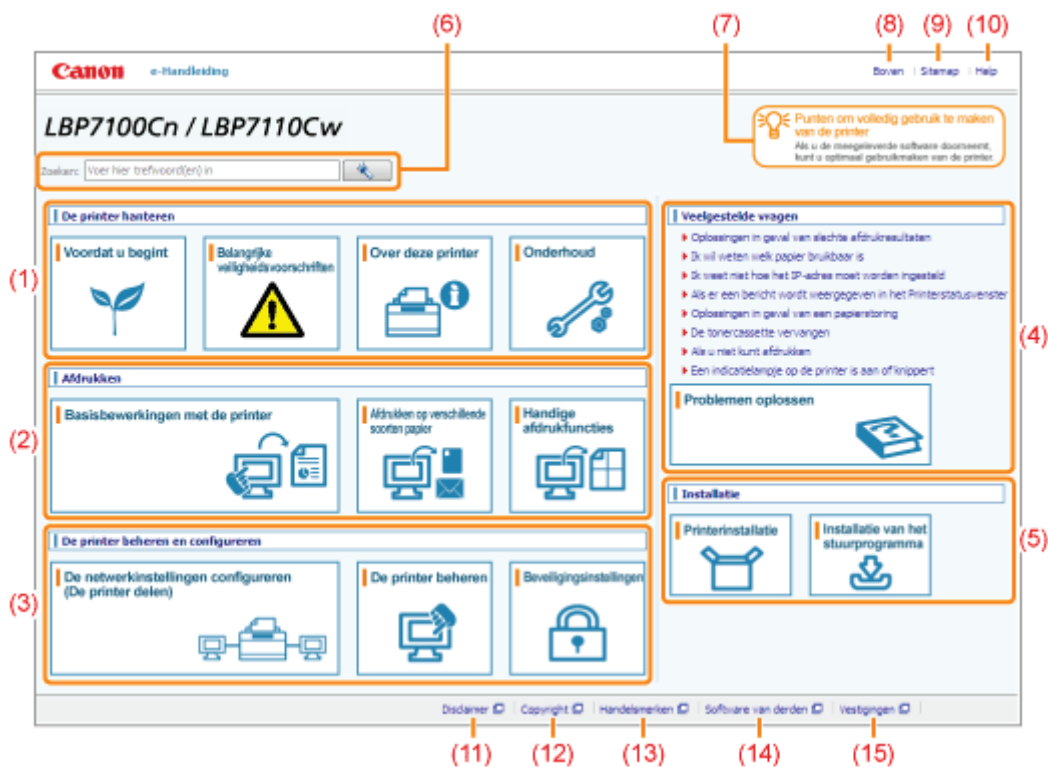 (6)
(7)
(8)
(9)
(10)
Canon
e-Handleiding
Boven
Sitemap
Help
LBP7100Cn / LBP7110Cw
Punten om volledig gebruik te maken
van de printer
Als u de meegeleverde software doorneemt,
kunt u optimaal gebruikmaken van de printer.
Zoeken:
Voer hier trefwoord(en) in
(1)
De printer hanteren
Voordat u begint
Belangrijke
veiligheidsvoorschriften
Over deze printer
Onderhoud
(2)
Afdrukken
Basisbewerkingen met de printer
Afdrukken op verschillende
soorten papier
Handige
afdrukfuncties
(3)
De printer beheren en configureren
De netwerkinstellingen configureren
(De printer delen)
De printer beheren
Beveiligingsinstellingen
(4)
Veelgestelde vragen
Oplossingen in geval van slechte afdrukresultaten
Ik wil weten welk papier bruikbaar is
Ik weet niet hoe het IP-adres moet worden ingesteld
Als er een bericht wordt weergegeven in het Printerstatusvenster
Oplossingen in geval van een papierstoring
De tonercassette vervangen
Als u niet kunt afdrukken
Een indicatielampje op de printer is aan of knippert
Problemen oplossen
(5)
Installatie
Printerinstallatie
Installatie van het
stuurprogramma
Disclaimer
Copyright
Handelsmerken
Software van derden
Vestigingen
(11)
(12)
(13)
(14)
(15)